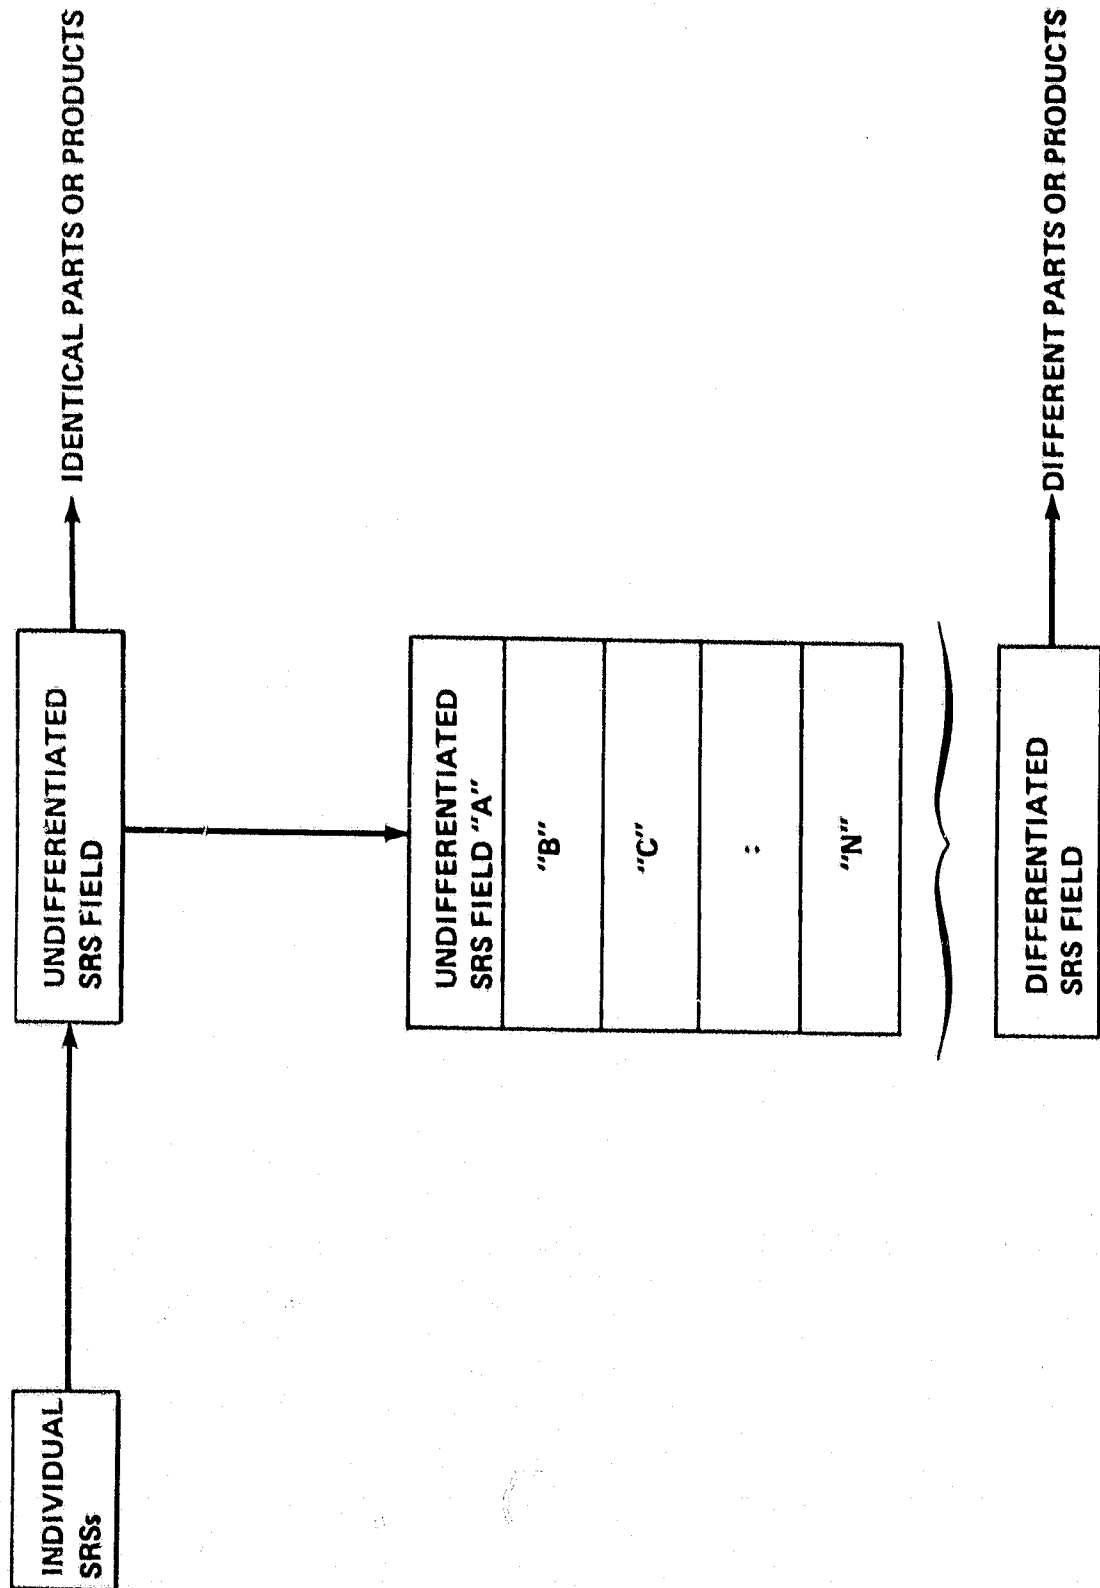 INDIVIDUAL
SRSs
UNDIFFERENTIATED
SRS FIELD
IDENTICAL PARTS OR PRODUCTS
UNDIFFERENTIATED
SRS FIELD "A"
"B"
"C"
:
"N"
DIFFERENTIATED
SRS FIELD
DIFFERENT PARTS OR PRODUCTS